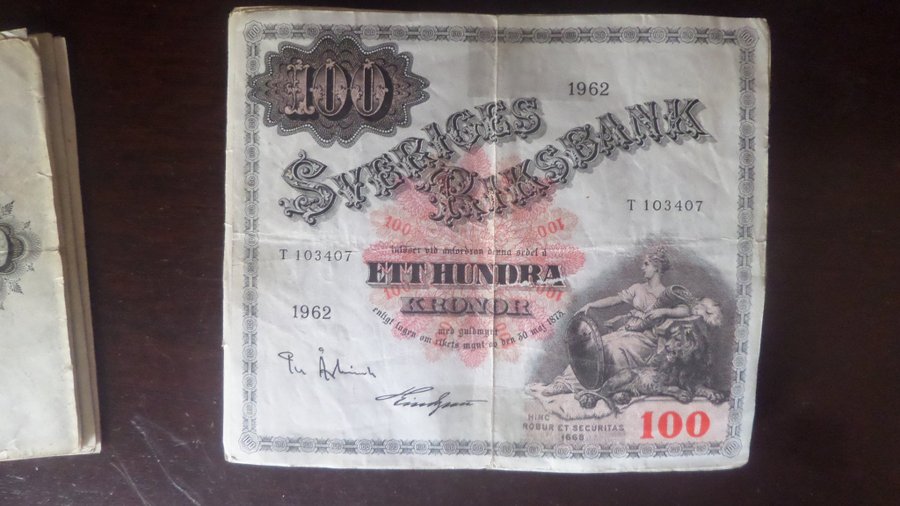 100
1962
SVERIGES
RIKSBANK
T 103407
100 001
inlöser vid anfordran denna sedel å
T 103407
ETT HUNDRA
KRONOR
1962
med guldmynt
enligt lagen om rikets mynt av den 30 maj 1873
HINC
ROBUR ET SECURITAS
1668
100